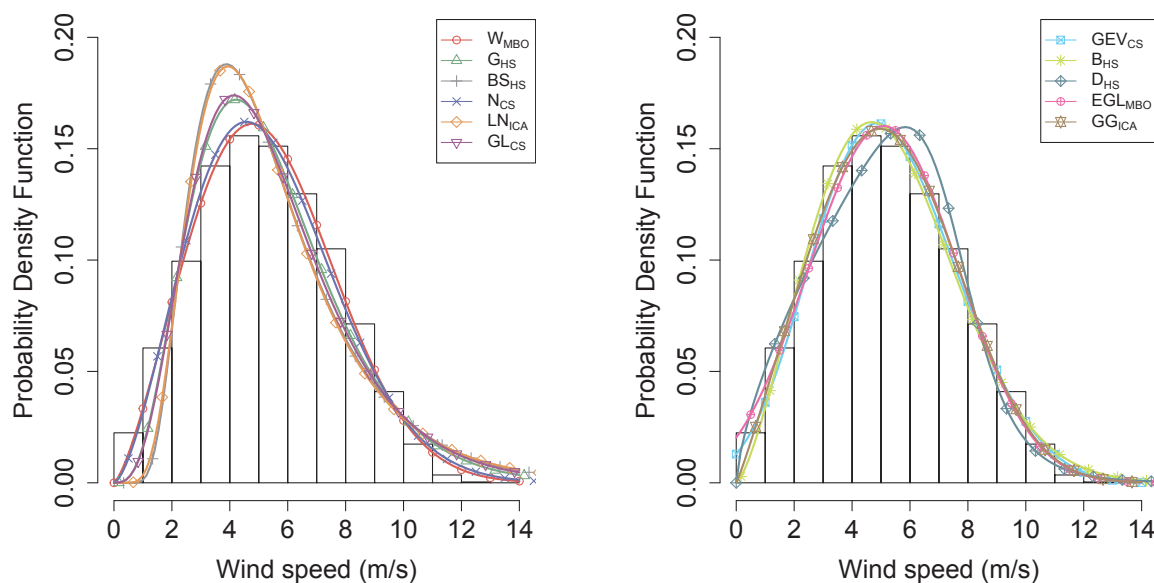 0.20
0.15
0.10
0.05
0.00
Probability Density Function
0 2 4 6 8 10 12 14
Wind speed (m/s)
W_MBO
G_HS
BS_HS
N_CS
LN_ICA
GL_CS
0.20
0.15
0.10
0.05
0.00
Probability Density Function
0 2 4 6 8 10 12 14
Wind speed (m/s)
GEV_CS
B_HS
D_HS
EGL_MBO
GG_ICA